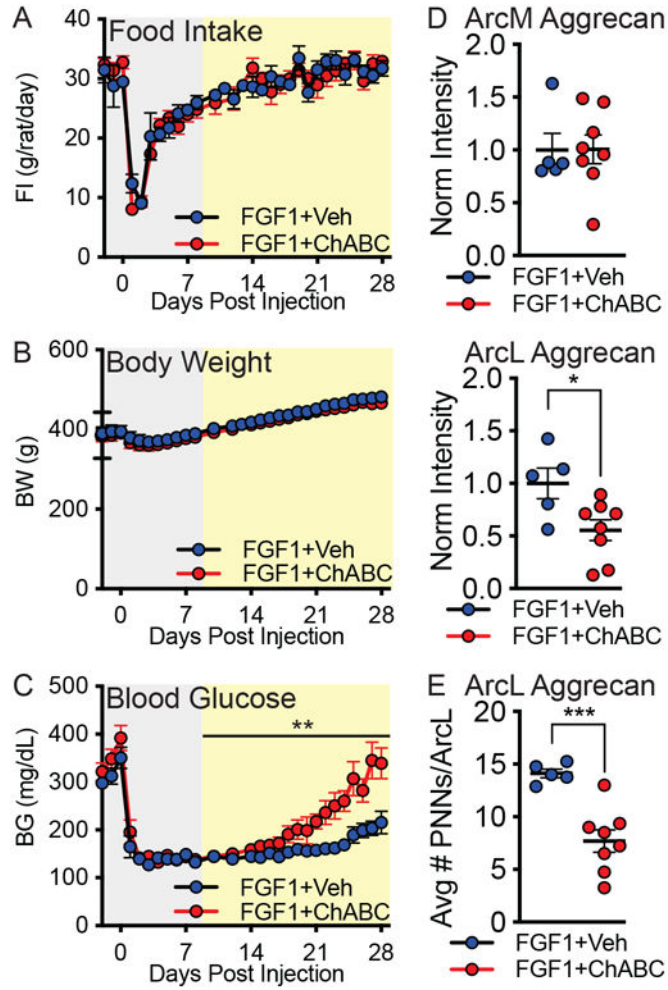 A Food Intake
FI (g/rat/day)
40
30
20
10
0
FGF1+Veh
FGF1+ChABC
0 7 14 21 28
Days Post Injection
B Body Weight
BW (g)
600
400
200
0
FGF1+Veh
FGF1+ChABC
0 7 14 21 28
Days Post Injection
C Blood Glucose
BG (mg/dL)
500
400
300
200
100
0
**
FGF1+Veh
FGF1+ChABC
0 7 14 21 28
Days Post Injection
D ArcM Aggrecan
Norm Intensity
2.0
1.5
1.0
0.5
0.0
FGF1+Veh
FGF1+ChABC
ArcL Aggrecan
Norm Intensity
2.0
1.5
1.0
0.5
0.0
*
FGF1+Veh
FGF1+ChABC
E ArcL Aggrecan
Avg # PNNs/ArcL
20
15
10
5
0
***
FGF1+Veh
FGF1+ChABC